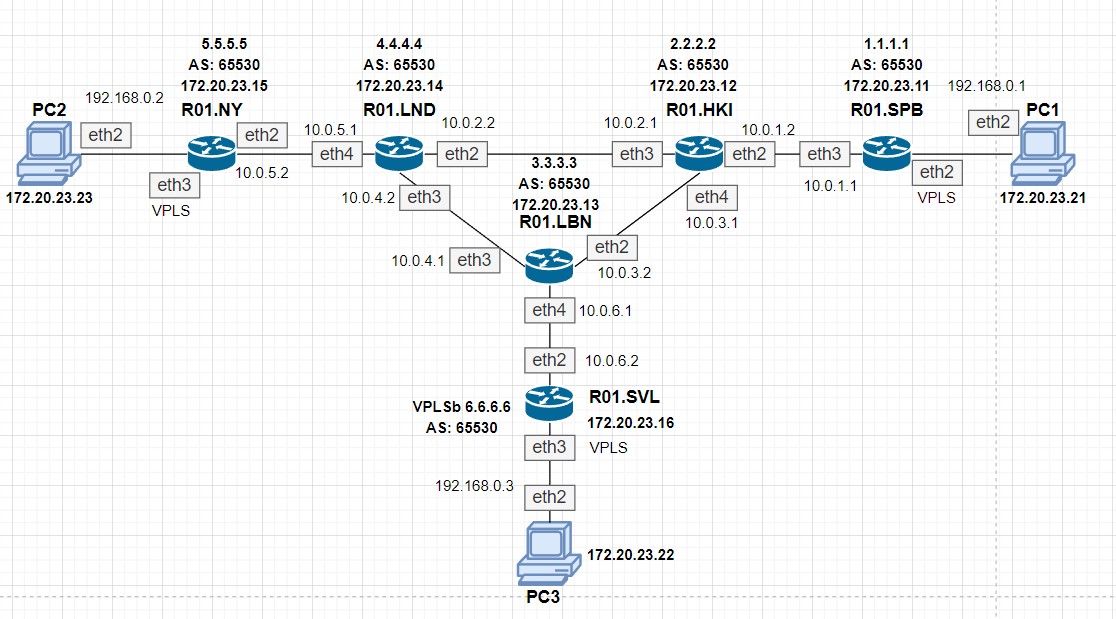 5.5.5.5
AS: 65530
172.20.23.15
R01.NY
4.4.4.4
AS: 65530
172.20.23.14
R01.LND
2.2.2.2
AS: 65530
172.20.23.12
R01.HKI
1.1.1.1
AS: 65530
172.20.23.11
R01.SPB
192.168.0.2
PC2
eth2
172.20.23.23
eth2
10.0.5.2
eth3
VPLS
10.0.5.1
eth4
10.0.2.2
eth2
10.0.4.2
eth3
10.0.2.1
eth3
10.0.1.2
eth2
eth4
10.0.3.1
eth3
10.0.1.1
eth2
VPLS
192.168.0.1
eth2
PC1
172.20.23.21
3.3.3.3
AS: 65530
172.20.23.13
R01.LBN
10.0.4.1
eth3
eth2
10.0.3.2
eth4
10.0.6.1
eth2
10.0.6.2
VPLSb 6.6.6.6
AS: 65530
R01.SVL
172.20.23.16
eth3
VPLS
192.168.0.3
eth2
172.20.23.22
PC3